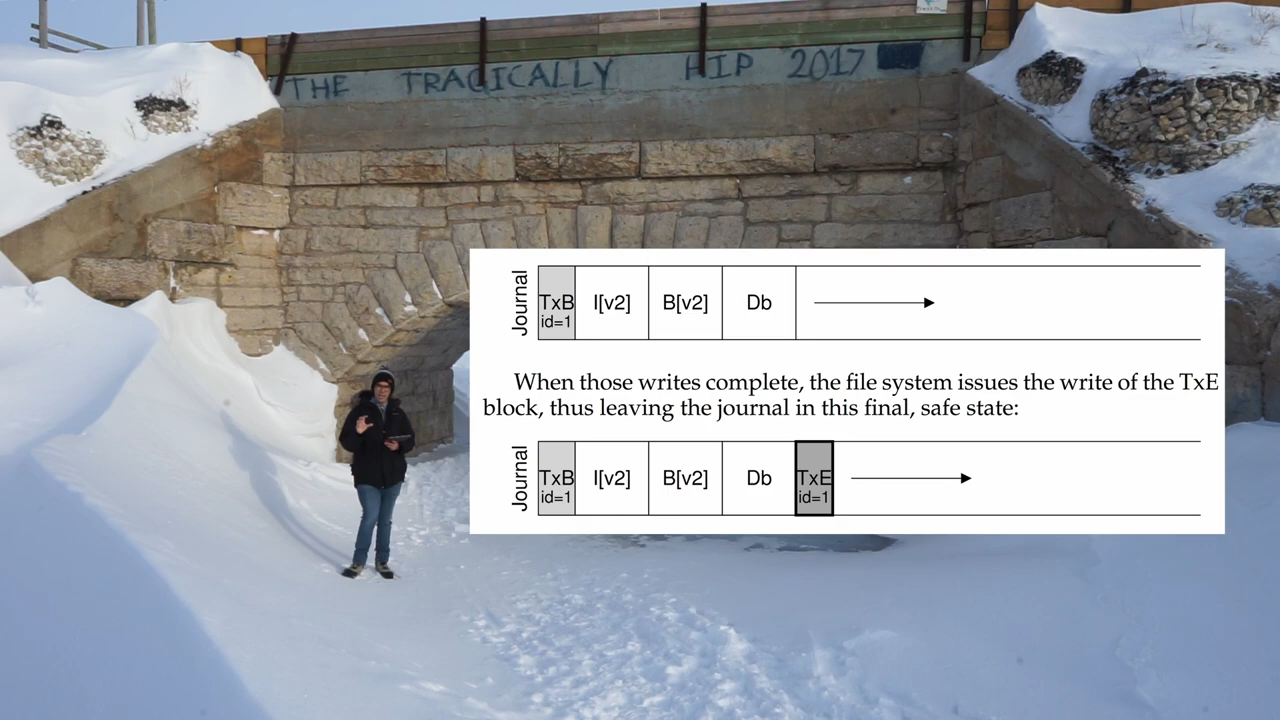 THE TRAGICALLY HIP 2017
Journal
TxB
id=1
I[v2]
B[v2]
Db
When those writes complete, the file system issues the write of the TxE
block, thus leaving the journal in this final, safe state:
Journal
TxB
id=1
I[v2]
B[v2]
Db
TxE
id=1